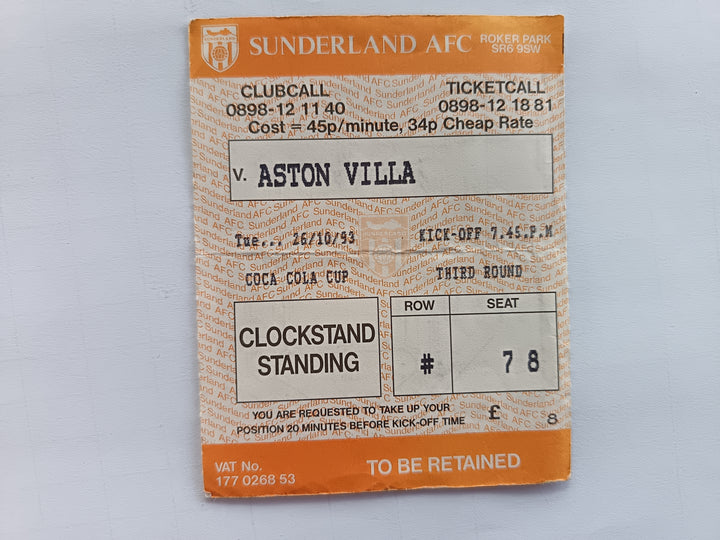 SUNDERLAND AFC ROKER PARK SR6 9SW
CLUBCALL TICKETCALL
0898-12 11 40 0898-12 18 81
Cost = 45p/minute, 34p Cheap Rate
V. ASTON VILLA
Tue... 26/10/93 KICK-OFF 7.45.P.M
COCA COLA CUP THIRD ROUND
CLOCKSTAND STANDING
ROW SEAT
# 78
YOU ARE REQUESTED TO TAKE UP YOUR
POSITION 20 MINUTES BEFORE KICK-OFF TIME
£ 8
VAT No.
177 0268 53
TO BE RETAINED